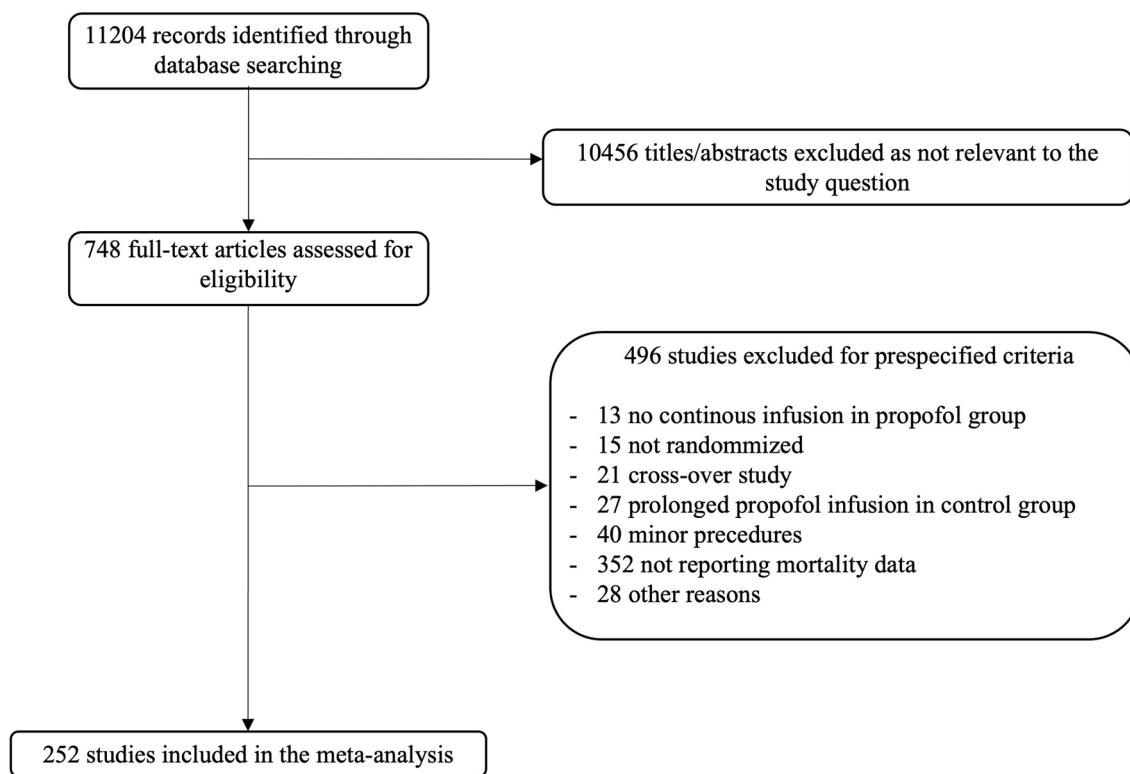 11204 records identified through
database searching
10456 titles/abstracts excluded as not relevant to the
study question
748 full-text articles assessed for
eligibility
496 studies excluded for prespecified criteria
- 13 no continous infusion in propofol group
- 15 not randommized
- 21 cross-over study
- 27 prolonged propofol infusion in control group
- 40 minor precedures
- 352 not reporting mortality data
- 28 other reasons
252 studies included in the meta-analysis